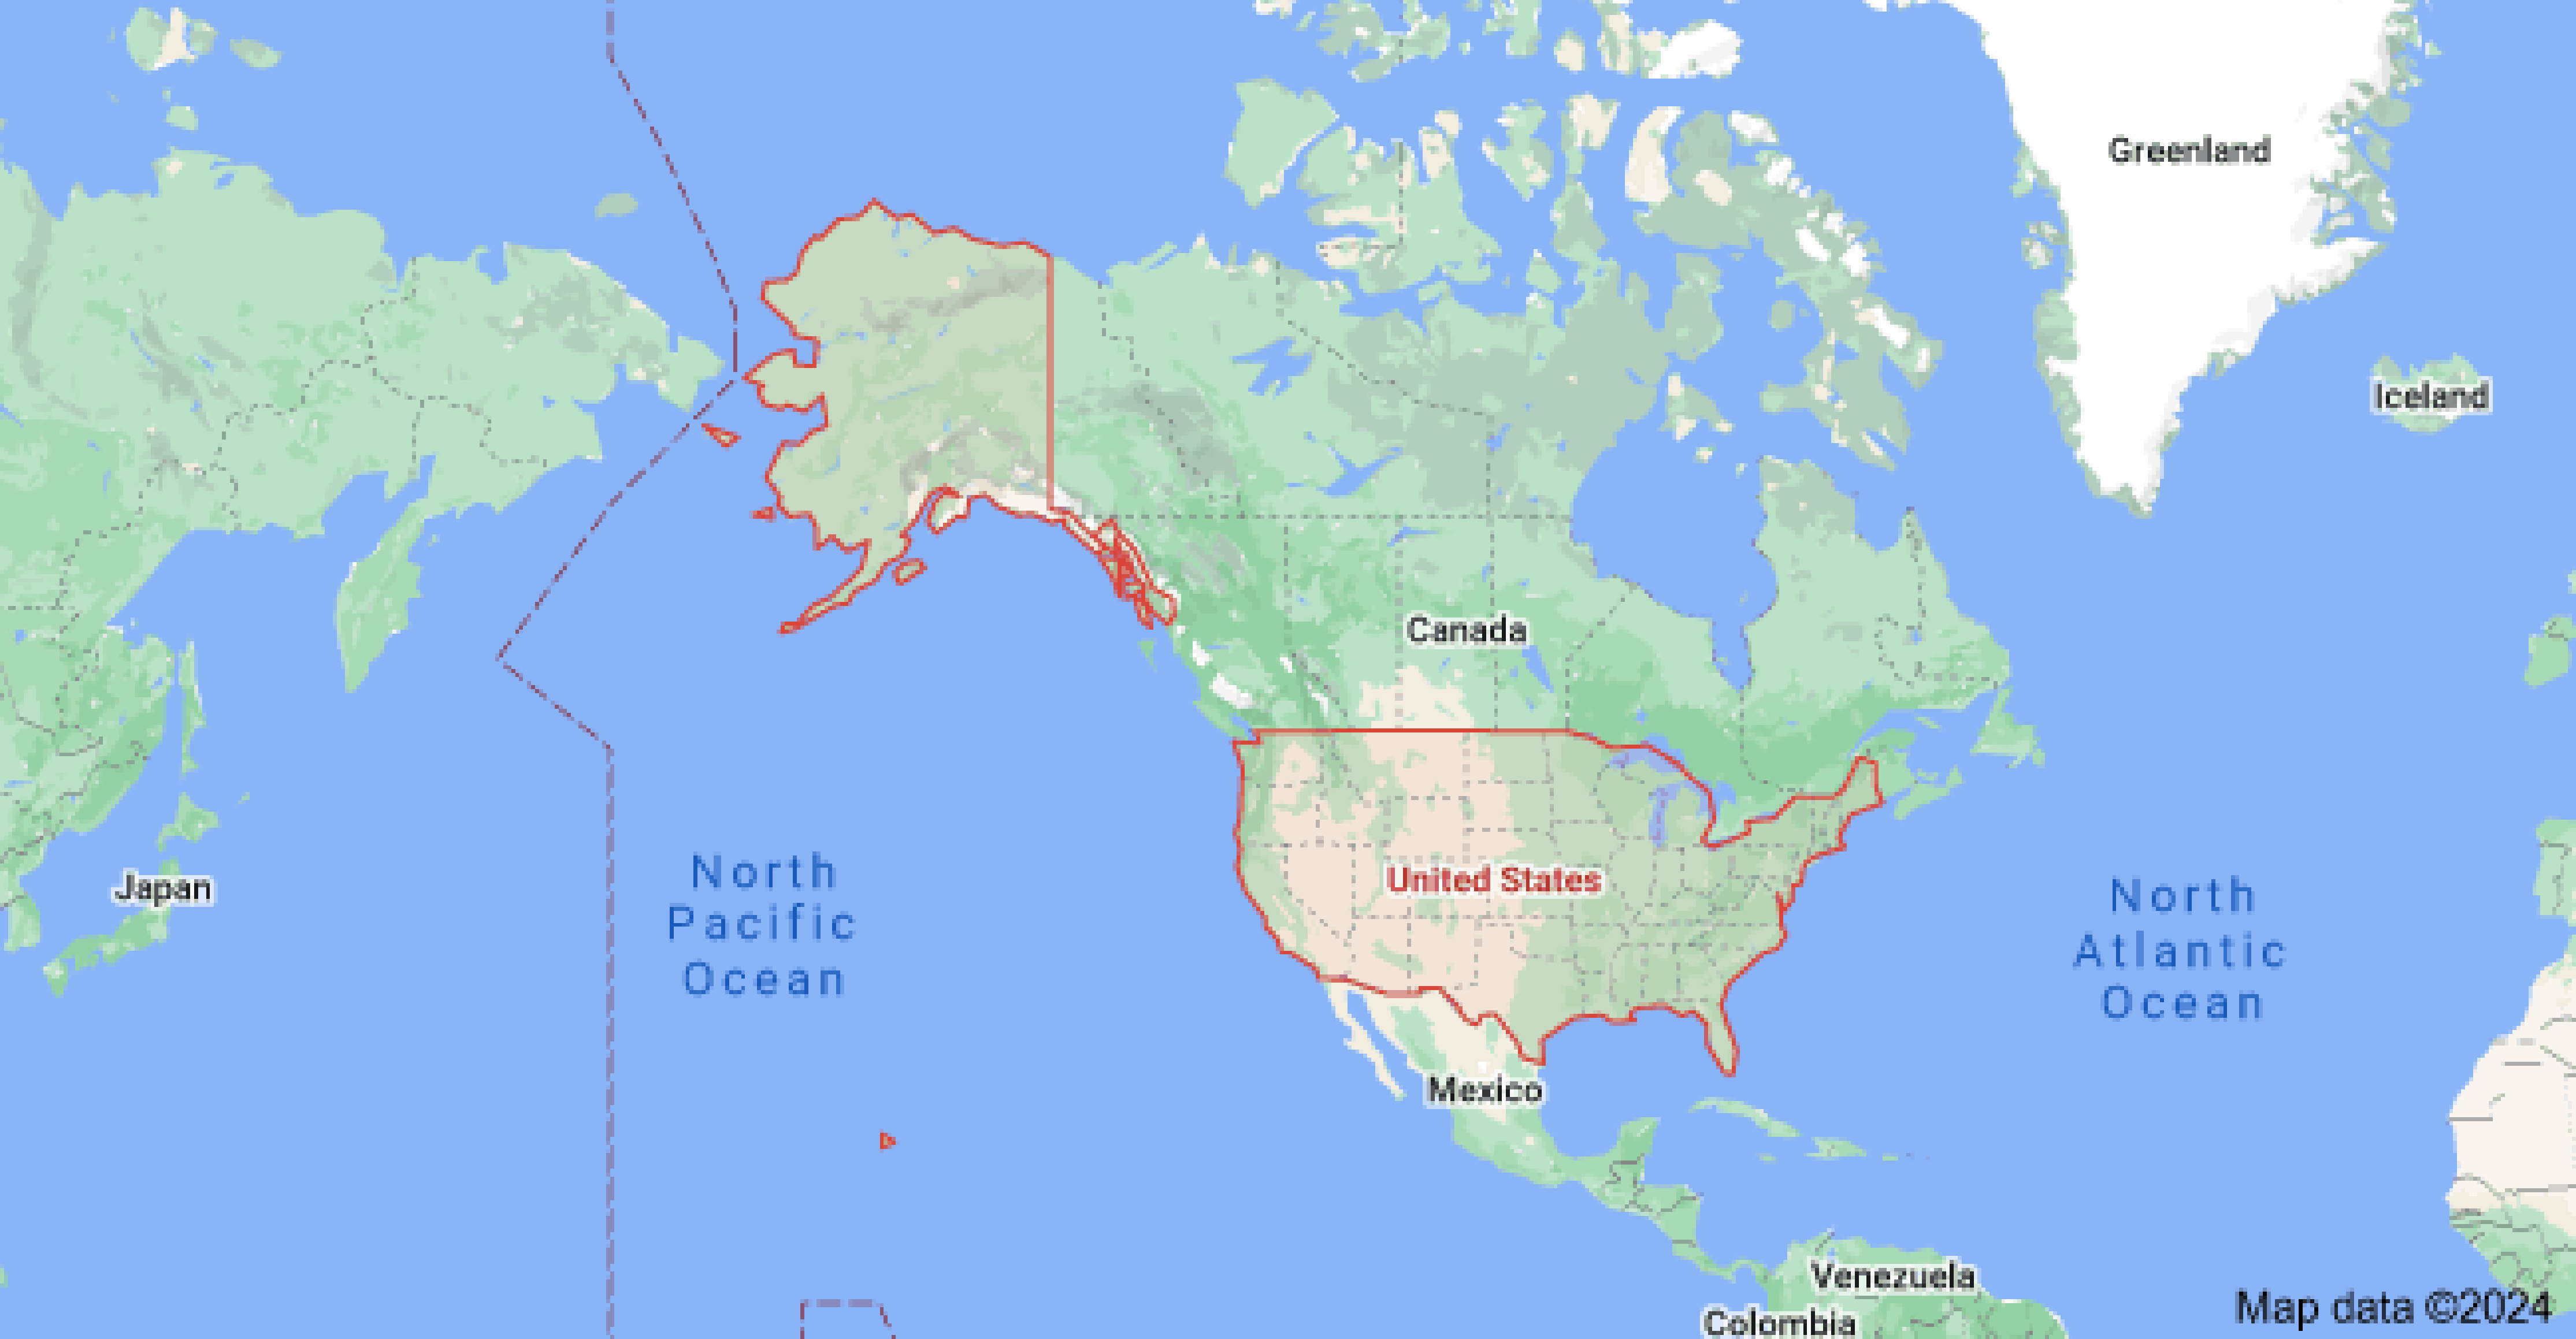 Greenland
Iceland
Canada
North
Pacific
Ocean
Japan
United States
North
Atlantic
Ocean
Mexico
Venezuela
Colombia
Map data ©2024